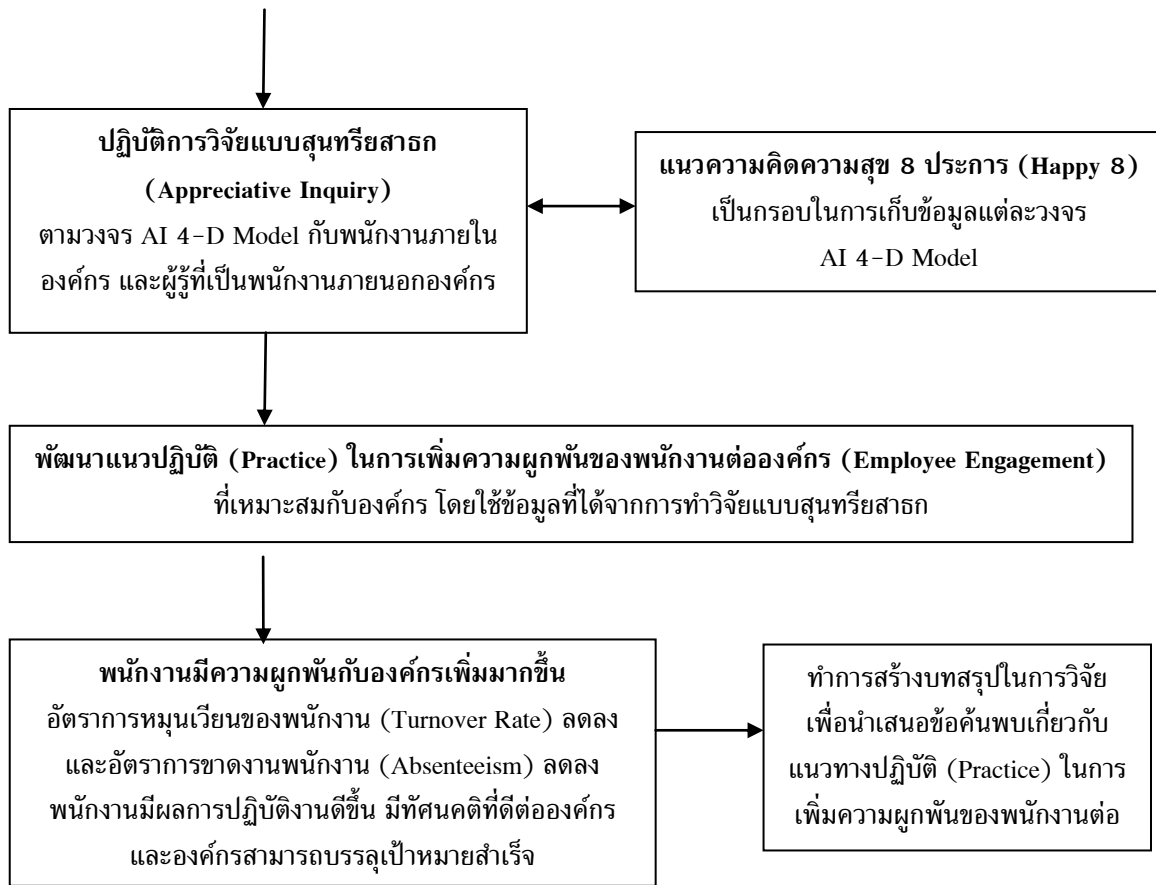 ปฏิบัติการวิจัยแบบสุนทรียสาธก
(Appreciative Inquiry)
ตามวงจร AI 4-D Model กับพนักงานภายใน
องค์กร และผู้รู้ที่เป็นพนักงานภายนอกองค์กร
แนวความคิดความสุข 8 ประการ (Happy 8)
เป็นกรอบในการเก็บข้อมูลแต่ละวงจร
AI 4-D Model
พัฒนาแนวปฏิบัติ (Practice) ในการเพิ่มความผูกพันของพนักงานต่อองค์กร (Employee Engagement)
ที่เหมาะสมกับองค์กร โดยใช้ข้อมูลที่ได้จากการทำวิจัยแบบสุนทรียสาธก
พนักงานมีความผูกพันกับองค์กรเพิ่มมากขึ้น
อัตราการหมุนเวียนของพนักงาน (Turnover Rate) ลดลง
และอัตราการขาดงานพนักงาน (Absenteeism) ลดลง
พนักงานมีผลการปฏิบัติงานดีขึ้น มีทัศนคติที่ดีต่อองค์กร
และองค์กรสามารถบรรลุเป้าหมายสำเร็จ
ทำการสร้างบทสรุปในการวิจัย
เพื่อนำเสนอข้อค้นพบเกี่ยวกับ
แนวทางปฏิบัติ (Practice) ในการ
เพิ่มความผูกพันของพนักงานต่อ